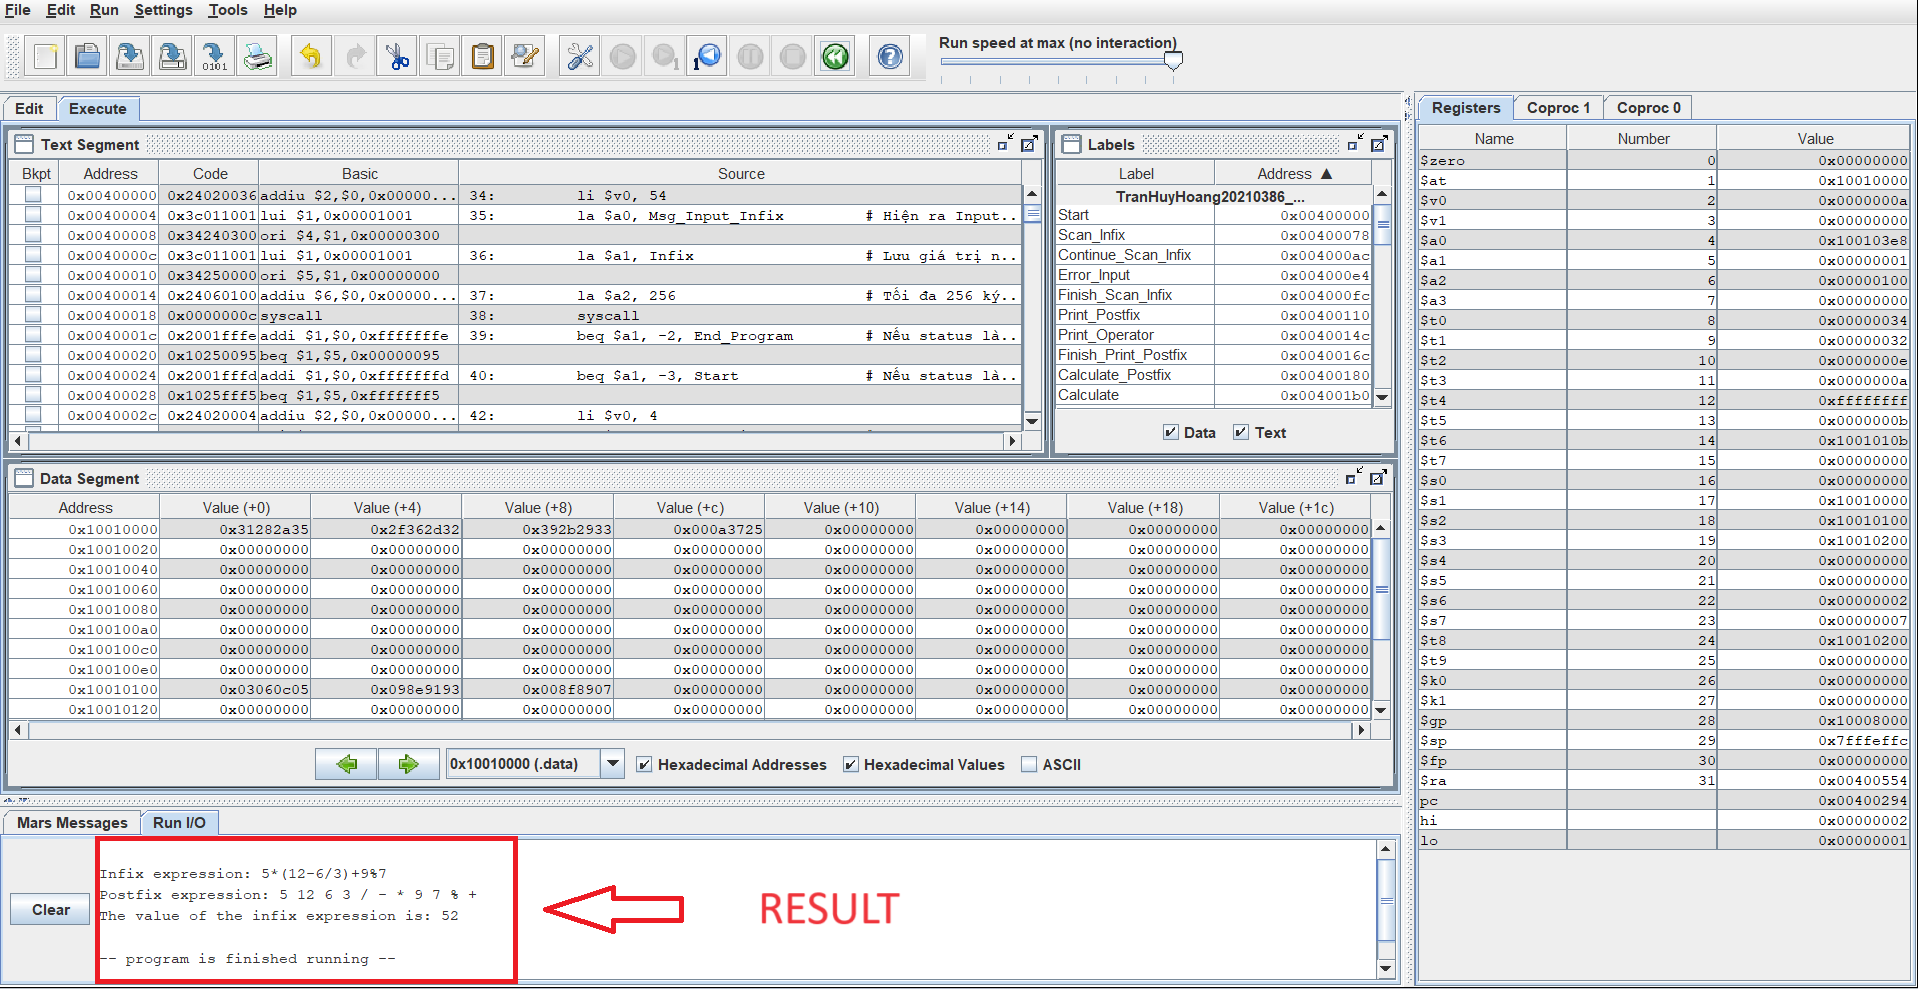 File Edit Run Settings Tools Help
Run speed at max (no interaction)
Edit Execute
Text Segment
Bkpt Address Code Basic Source
0x00400000 0x24020036 addiu $2,$0,0x00000... 34: li $v0, 54
0x00400004 0x3c011001 lui $1,0x00001001 35: la $a0, Msg_Input_Infix # Hiện ra Input...
0x00400008 0x34240300 ori $4,$1,0x00000300
0x0040000c 0x3c011001 lui $1,0x00001001 36: la $a1, Infix # Lưu giá trị n...
0x00400010 0x34250000 ori $5,$1,0x00000000
0x00400014 0x24060100 addiu $6,$0,0x00000... 37: la $a2, 256 # Tối đa 256 ký...
0x00400018 0x0000000c syscall 38: syscall
0x0040001c 0x2001fffe addi $1,$0,0xfffffffe 39: beq $a1, -2, End_Program # Nếu status là...
0x00400020 0x10250095 beq $1,$5,0x00000095
0x00400024 0x2001fffd addi $1,$0,0xfffffffd 40: beq $a1, -3, Start # Nếu status là...
0x00400028 0x1025fff5 beq $1,$5,0xfffffff5
0x0040002c 0x24020004 addiu $2,$0,0x00000... 42: li $v0, 4
Labels
Label Address ▲
TranHuyHoang20210386_...
Start 0x00400000
Scan_Infix 0x00400078
Continue_Scan_Infix 0x004000ac
Error_Input 0x004000e4
Finish_Scan_Infix 0x004000fc
Print_Postfix 0x00400110
Print_Operator 0x0040014c
Finish_Print_Postfix 0x0040016c
Calculate_Postfix 0x00400180
Calculate 0x004001b0
Data Text
Data Segment
Address Value (+0) Value (+4) Value (+8) Value (+c) Value (+10) Value (+14) Value (+18) Value (+1c)
0x10010000 0x31282a35 0x2f362d32 0x392b2933 0x000a3725 0x00000000 0x00000000 0x00000000 0x00000000
0x10010020 0x00000000 0x00000000 0x00000000 0x00000000 0x00000000 0x00000000 0x00000000 0x00000000
0x10010040 0x00000000 0x00000000 0x00000000 0x00000000 0x00000000 0x00000000 0x00000000 0x00000000
0x10010060 0x00000000 0x00000000 0x00000000 0x00000000 0x00000000 0x00000000 0x00000000 0x00000000
0x10010080 0x00000000 0x00000000 0x00000000 0x00000000 0x00000000 0x00000000 0x00000000 0x00000000
0x100100a0 0x00000000 0x00000000 0x00000000 0x00000000 0x00000000 0x00000000 0x00000000 0x00000000
0x100100c0 0x00000000 0x00000000 0x00000000 0x00000000 0x00000000 0x00000000 0x00000000 0x00000000
0x100100e0 0x00000000 0x00000000 0x00000000 0x00000000 0x00000000 0x00000000 0x00000000 0x00000000
0x10010100 0x03060c05 0x098e9193 0x008f8907 0x00000000 0x00000000 0x00000000 0x00000000 0x00000000
0x10010120 0x00000000 0x00000000 0x00000000 0x00000000 0x00000000 0x00000000 0x00000000 0x00000000
0x10010000 (.data) Hexadecimal Addresses Hexadecimal Values ASCII
Mars Messages Run I/O
Clear
Infix expression: 5*(12-6/3)+9%7
Postfix expression: 5 12 6 3 / - * 9 7 % +
The value of the infix expression is: 52
-- program is finished running --
RESULT
Registers Coproc 1 Coproc 0
Name Number Value
$zero 0 0x00000000
$at 1 0x10010000
$v0 2 0x0000000a
$v1 3 0x00000000
$a0 4 0x100103e8
$a1 5 0x00000001
$a2 6 0x00000100
$a3 7 0x00000000
$t0 8 0x00000034
$t1 9 0x00000032
$t2 10 0x0000000e
$t3 11 0x0000000a
$t4 12 0xffffffff
$t5 13 0x0000000b
$t6 14 0x1001010b
$t7 15 0x00000000
$s0 16 0x00000000
$s1 17 0x10010000
$s2 18 0x10010100
$s3 19 0x10010200
$s4 20 0x00000000
$s5 21 0x00000000
$s6 22 0x00000002
$s7 23 0x00000007
$t8 24 0x10010200
$t9 25 0x00000000
$k0 26 0x00000000
$k1 27 0x00000000
$gp 28 0x10008000
$sp 29 0x7fffeffc
$fp 30 0x00000000
$ra 31 0x00400554
pc 0x00400294
hi 0x00000002
lo 0x00000001